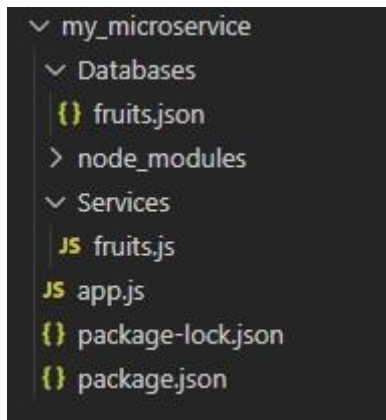 my_microservice
Databases
{} fruits.json
node_modules
Services
JS fruits.js
JS app.js
{} package-lock.json
{} package.json